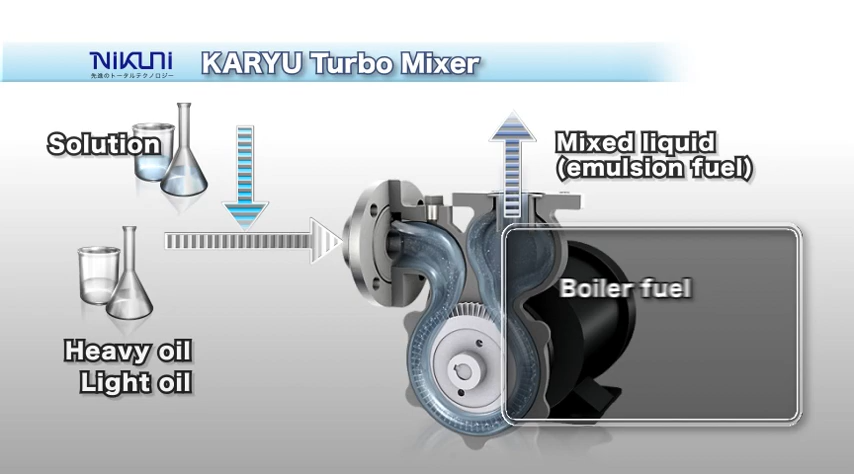 NiKUNi
先進のトータルテクノロジー
KARYU Turbo Mixer
Solution
Mixed liquid
(emulsion fuel)
Boiler fuel
Heavy oil
Light oil